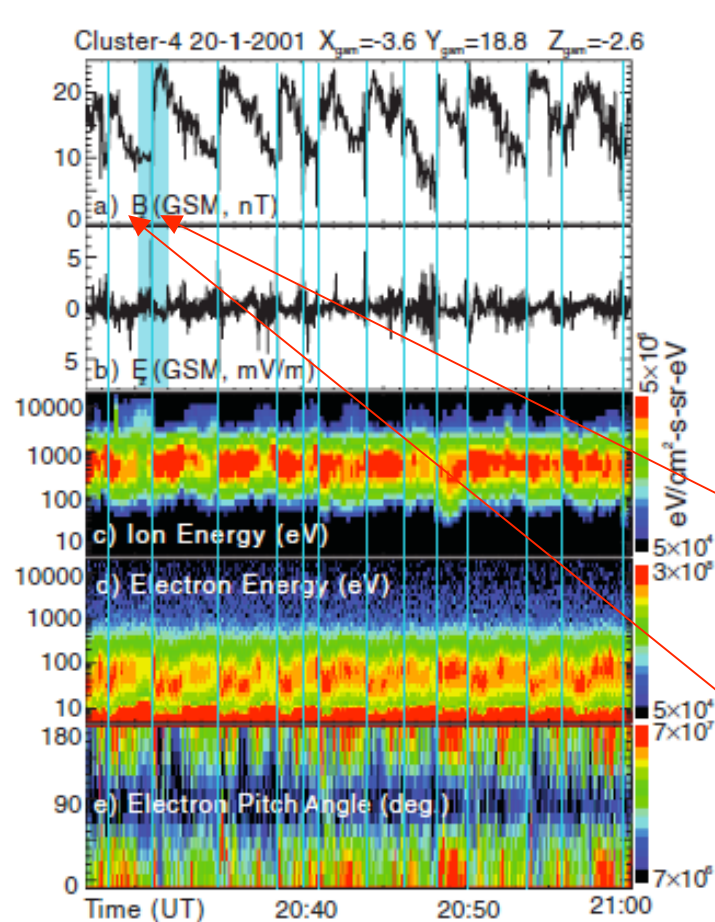 Cluster-4 20-1-2001 Xgsm=-3.6 Ygsm=18.8 Zgsm=-2.6
20
10
0
a) Bz (GSM, nT)
5
0
5
b) Ez (GSM, mV/m)
10000
1000
100
10
c) Ion Energy (eV)
5×10⁶
eV/cm²-s-sr-eV
5×10⁴
10000
1000
100
10
d) Electron Energy (eV)
3×10⁸
5×10⁴
180
90
0
e) Electron Pitch Angle (deg.)
7×10⁷
7×10⁶
Time (UT) 20:40 20:50 21:00